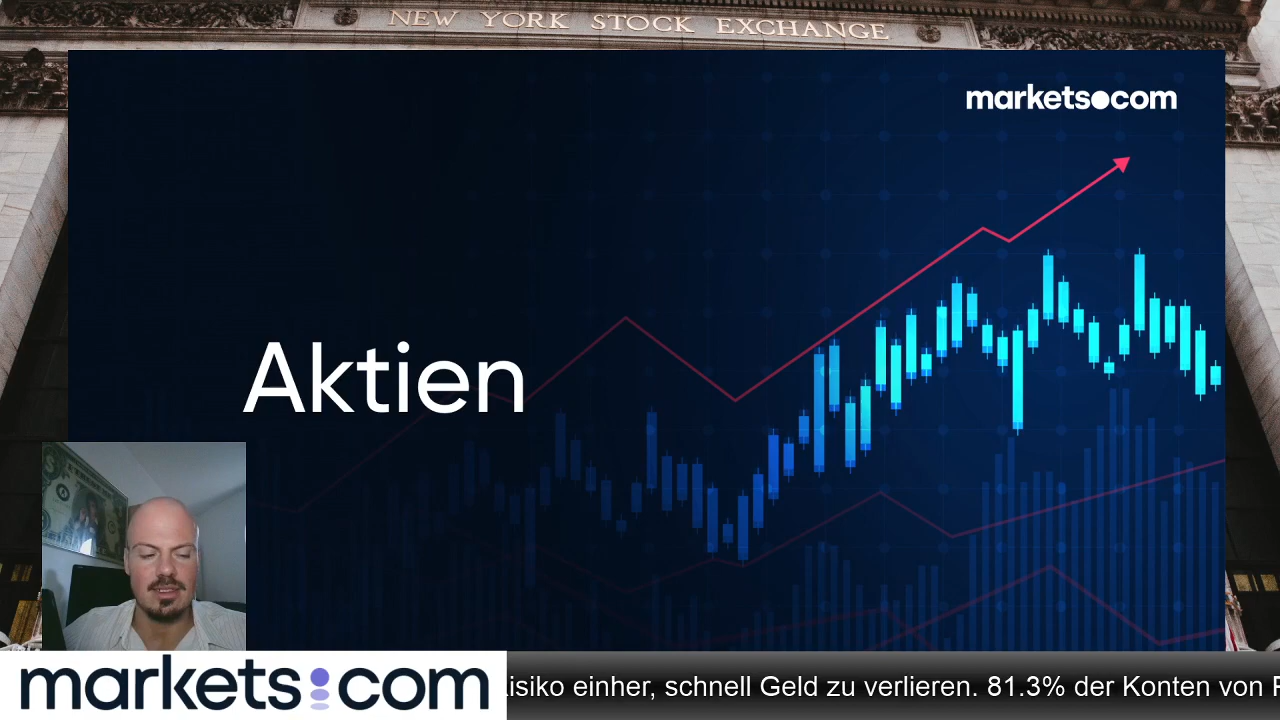 NEW YORK STOCK EXCHANGE
markets.com
Aktien
markets:com
isiko einher, schnell Geld zu verlieren. 81.3% der Konten von